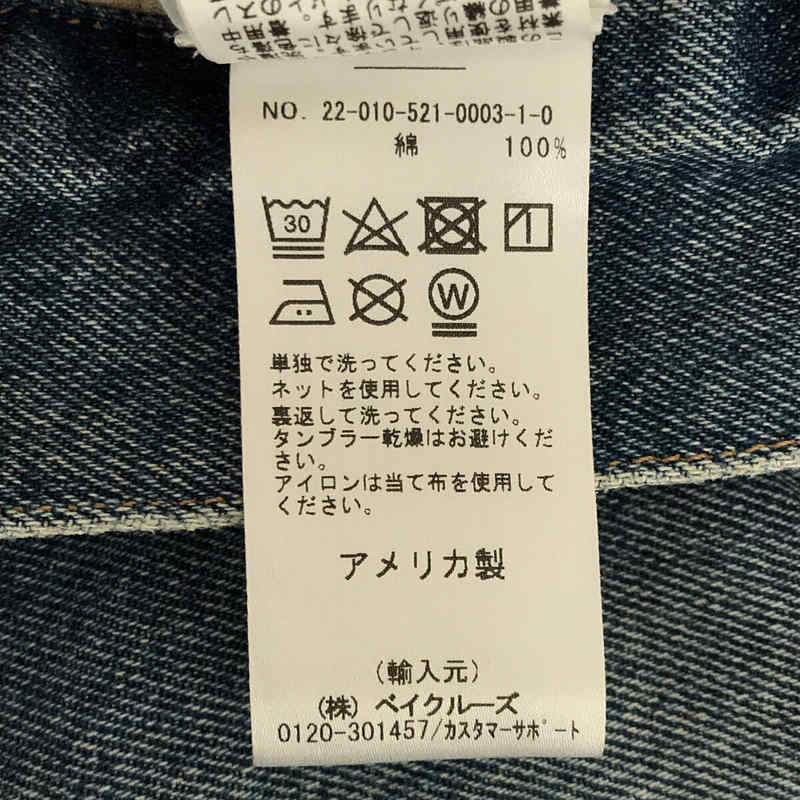 NO. 22-010-521-0003-1-0
綿 100%
30
W
単独で洗ってください。
ネットを使用してください。
裏返して洗ってください。
タンブラー乾燥はお避けくだ
さい。
アイロンは当て布を使用して
ください。
アメリカ製
(輸入元)
(株) ベイクルーズ
0120-301457/カスタマーサポート